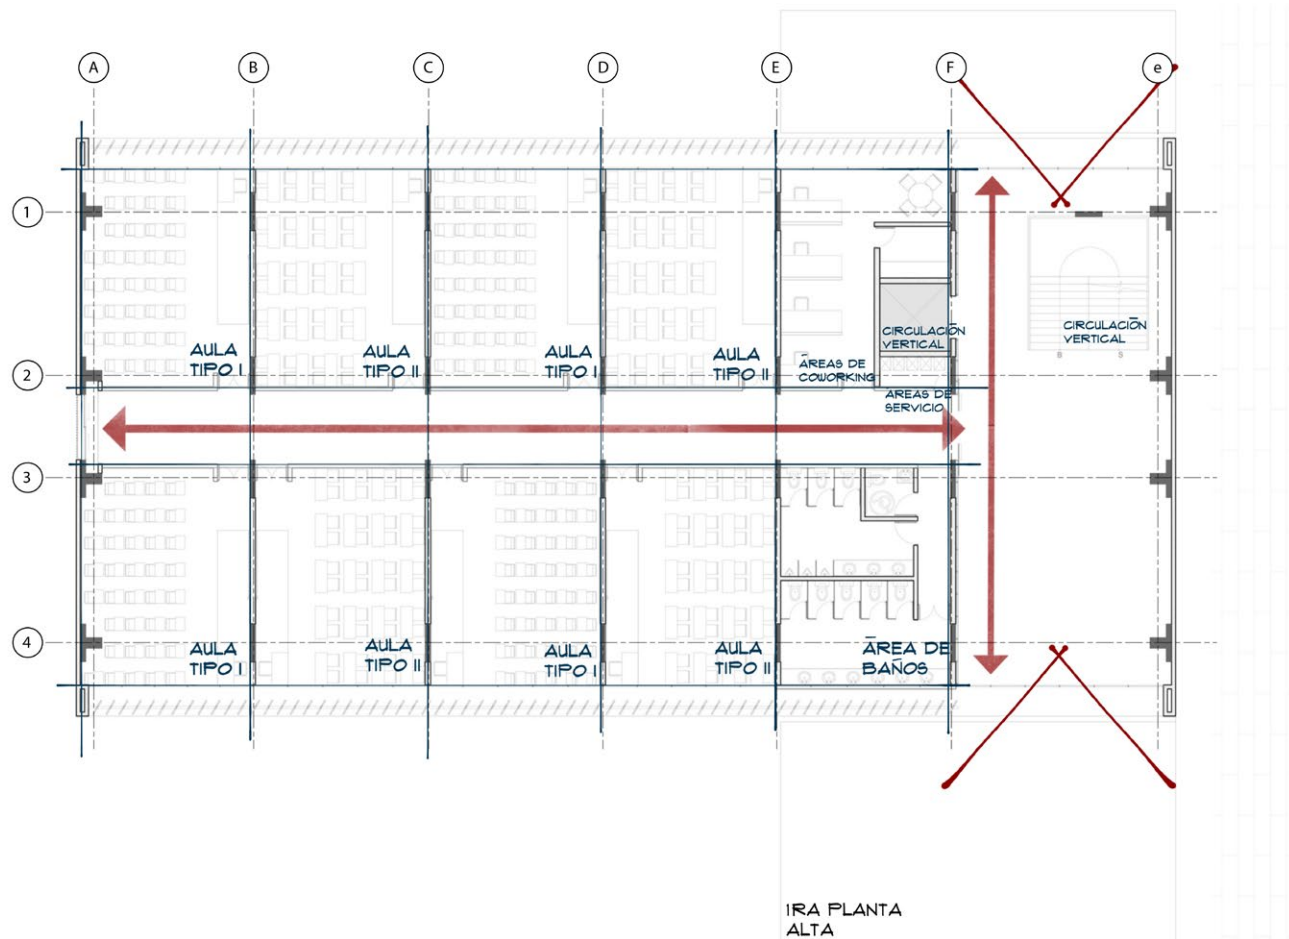 A
B
C
D
E
F
e
1
2
3
4
AULA
TIPO I
AULA
TIPO II
AULA
TIPO I
AULA
TIPO II
ÁREAS DE
COWORKING
CIRCULACIÓN
VERTICAL
ÁREAS DE
SERVICIO
CIRCULACIÓN
VERTICAL
B
S
AULA
TIPO I
AULA
TIPO II
AULA
TIPO I
AULA
TIPO II
ÁREA DE
BAÑOS
1RA PLANTA
ALTA